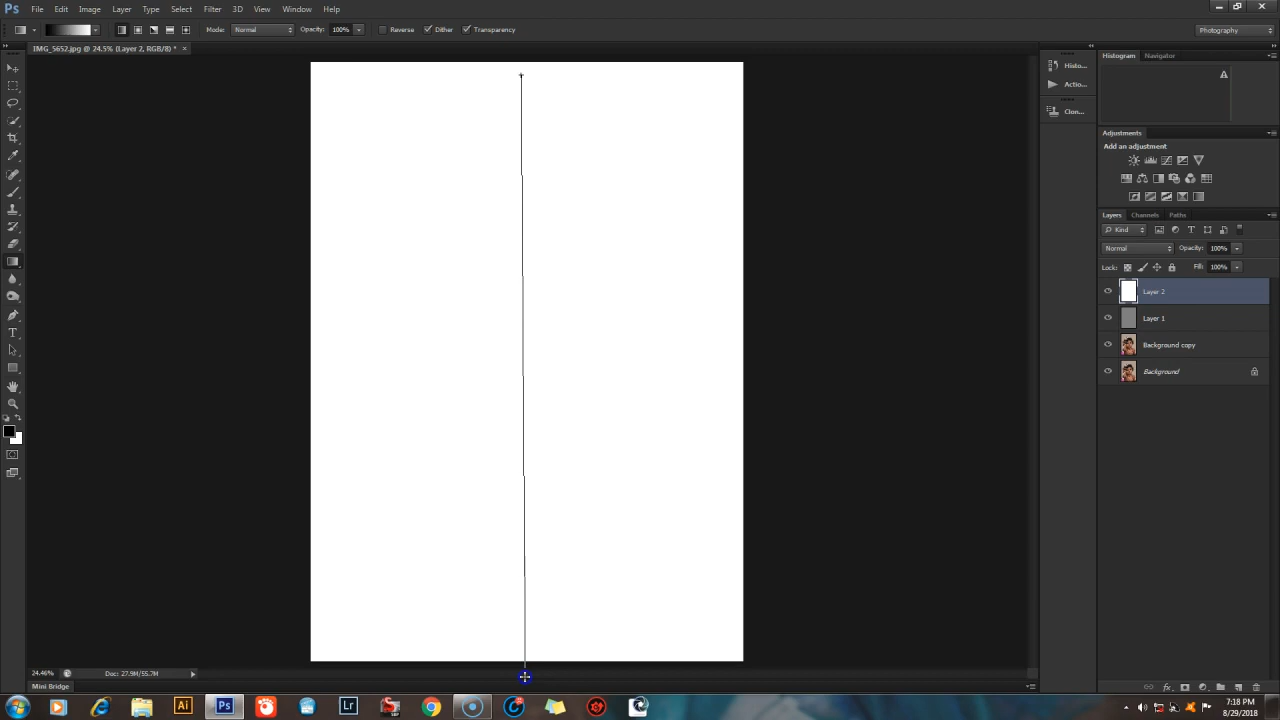 Ps File Edit Image Layer Type Select Filter 3D View Window Help
Mode: Normal Opacity: 100% Reverse Dither Transparency Photography
IMG_5652.jpg @ 24.5% (Layer 2, RGB/8) * ×
Histo... Histogram Navigator
Actio...
Clon...
Adjustments
Add an adjustment
Layers Channels Paths
Kind
Normal Opacity: 100%
Lock: Fill: 100%
Layer 2
Layer 1
Background copy
Background
24.46% Doc: 27.9M/55.7M
Mini Bridge
Ai Ps Lr
7:18 PM
8/29/2018